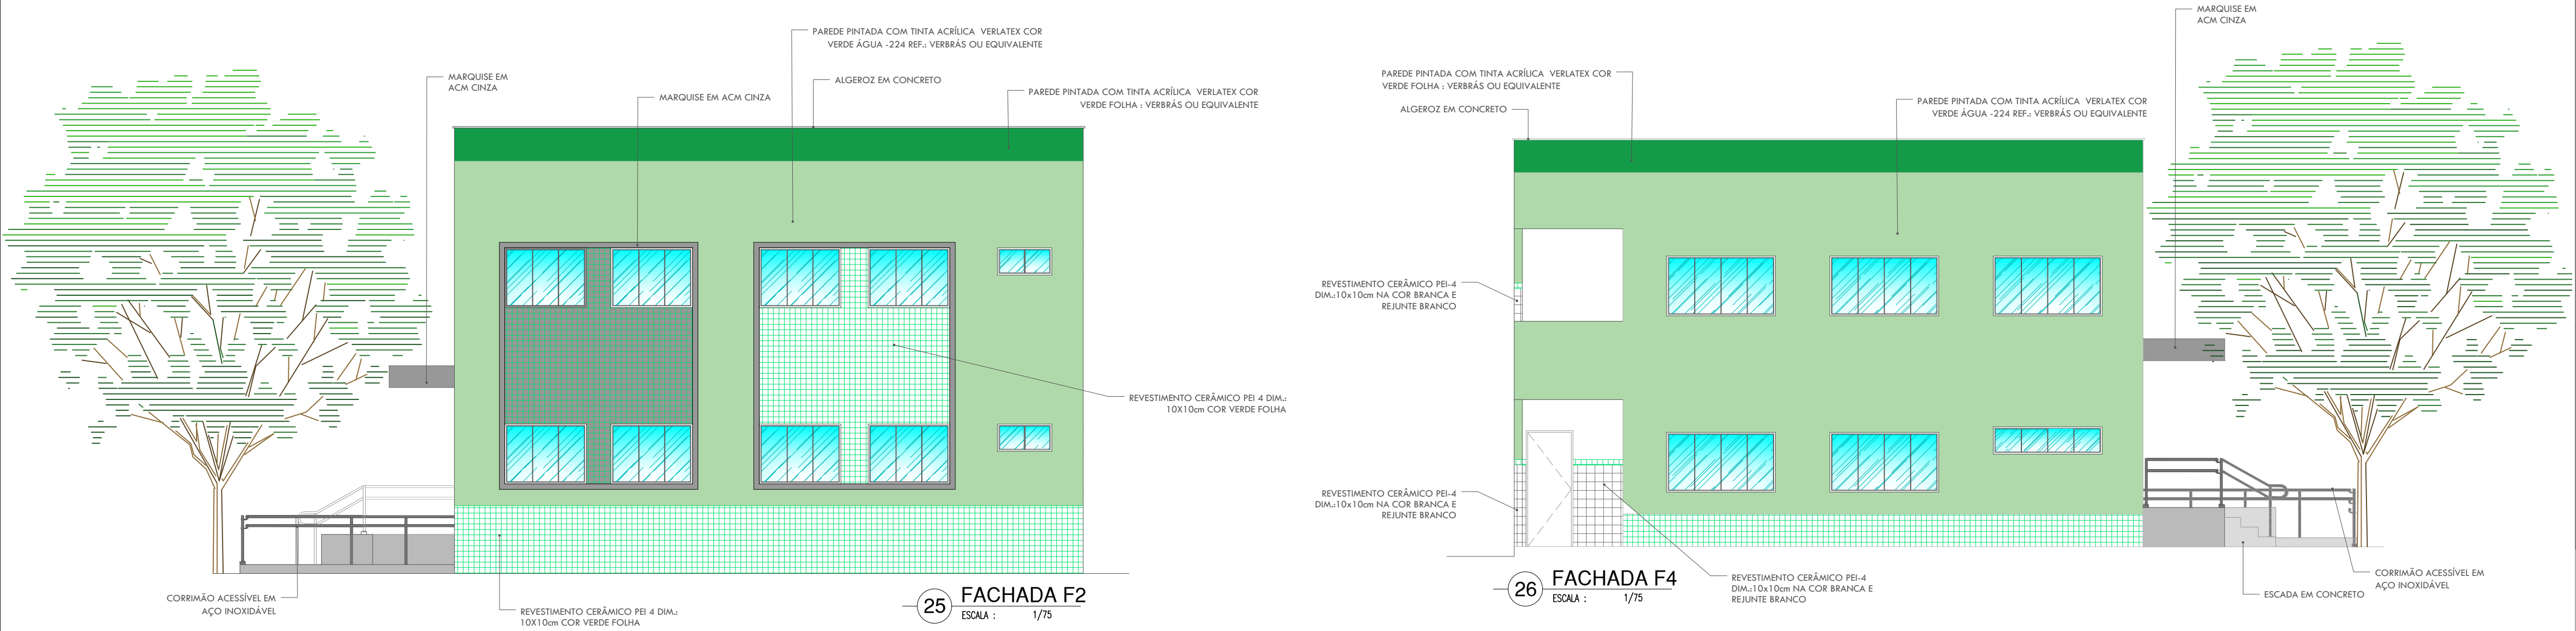 PAREDE PINTADA COM TINTA ACRÍLICA  VERLATEX COR
VERDE ÁGUA -224 REF.: VERBRÁS OU EQUIVALENTE
MARQUISE EM
ACM CINZA
ALGEROZ EM CONCRETO
MARQUISE EM ACM CINZA
PAREDE PINTADA COM TINTA ACRÍLICA  VERLATEX COR
VERDE FOLHA : VERBRÁS OU EQUIVALENTE
REVESTIMENTO CERÂMICO PEI 4 DIM.:
10X10cm COR VERDE FOLHA
CORRIMÃO ACESSÍVEL EM
AÇO INOXIDÁVEL
REVESTIMENTO CERÂMICO PEI 4 DIM.:
10X10cm COR VERDE FOLHA
25
FACHADA F2
ESCALA : 1/75
MARQUISE EM
ACM CINZA
PAREDE PINTADA COM TINTA ACRÍLICA  VERLATEX COR
VERDE FOLHA : VERBRÁS OU EQUIVALENTE
ALGEROZ EM CONCRETO
PAREDE PINTADA COM TINTA ACRÍLICA  VERLATEX COR
VERDE ÁGUA -224 REF.: VERBRÁS OU EQUIVALENTE
REVESTIMENTO CERÂMICO PEI-4
DIM.:10x10cm NA COR BRANCA E
REJUNTE BRANCO
REVESTIMENTO CERÂMICO PEI-4
DIM.:10x10cm NA COR BRANCA E
REJUNTE BRANCO
26
FACHADA F4
ESCALA : 1/75
REVESTIMENTO CERÂMICO PEI-4
DIM.:10x10cm NA COR BRANCA E
REJUNTE BRANCO
CORRIMÃO ACESSÍVEL EM
AÇO INOXIDÁVEL
ESCADA EM CONCRETO